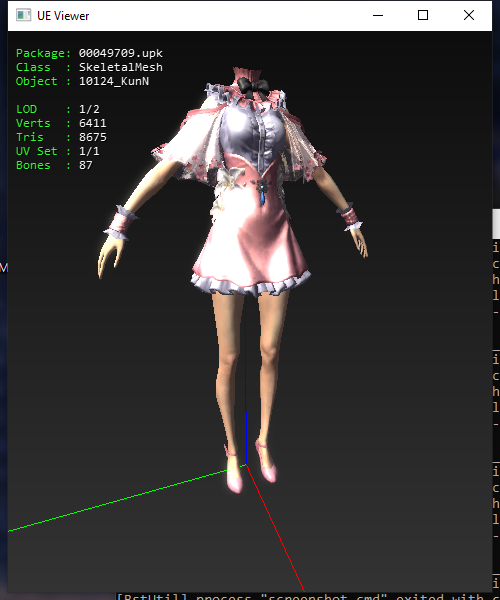 UE Viewer
Package: 00049709.upk
Class  : SkeletalMesh
Object : 10124_KunN
LOD    : 1/2
Verts  : 6411
Tris   : 8675
UV Set : 1/1
Bones  : 87
M
i
c
h
l
-
i
c
h
l
-
i
c
h
l
-
i
[BstUtil] process "screenshot.cmd" exited with c